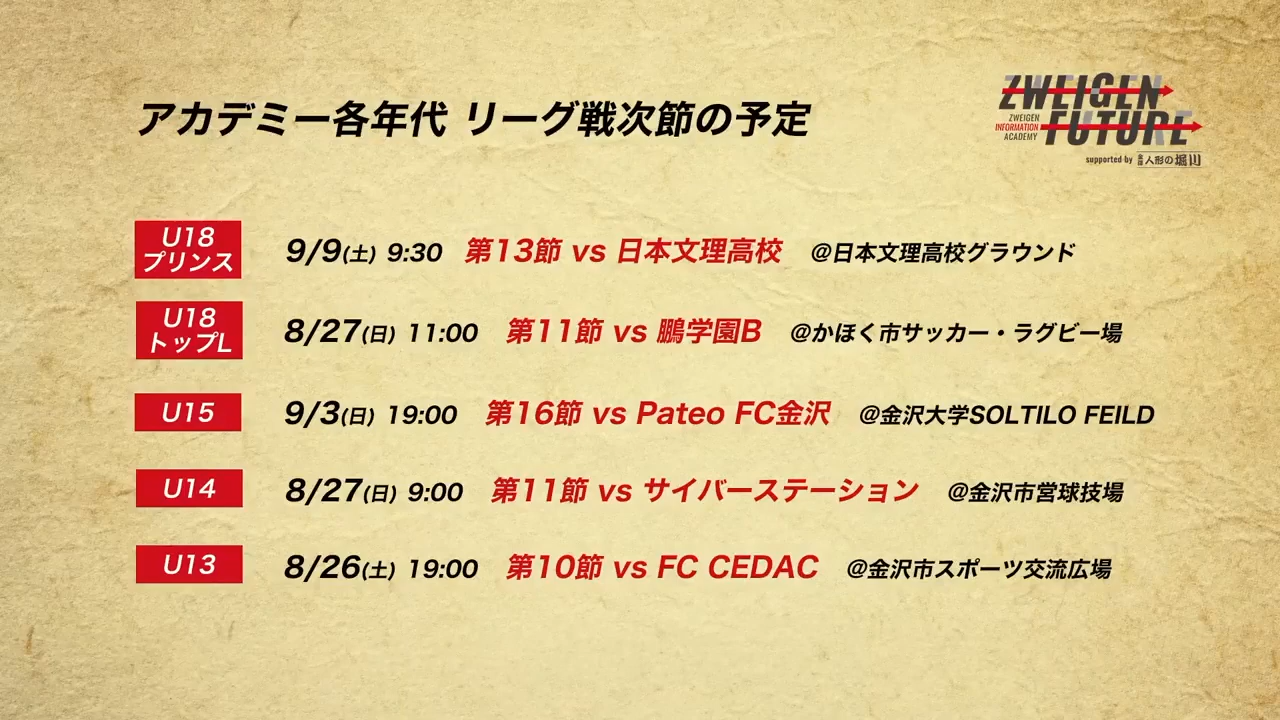 アカデミー各年代 リーグ戦次節の予定
ZWEIGEN
FUTURE
ZWEIGEN
INFORMATION
ACADEMY
supported by 人形の堀川
U18
プリンス
9/9(土) 9:30 第13節 vs 日本文理高校 @日本文理高校グラウンド
U18
トップL
8/27(日) 11:00 第11節 vs 鵬学園B @かほく市サッカー・ラグビー場
U15
9/3(日) 19:00 第16節 vs Pateo FC金沢 @金沢大学SOLTILO FEILD
U14
8/27(日) 9:00 第11節 vs サイバーステーション @金沢市営球技場
U13
8/26(土) 19:00 第10節 vs FC CEDAC @金沢市スポーツ交流広場